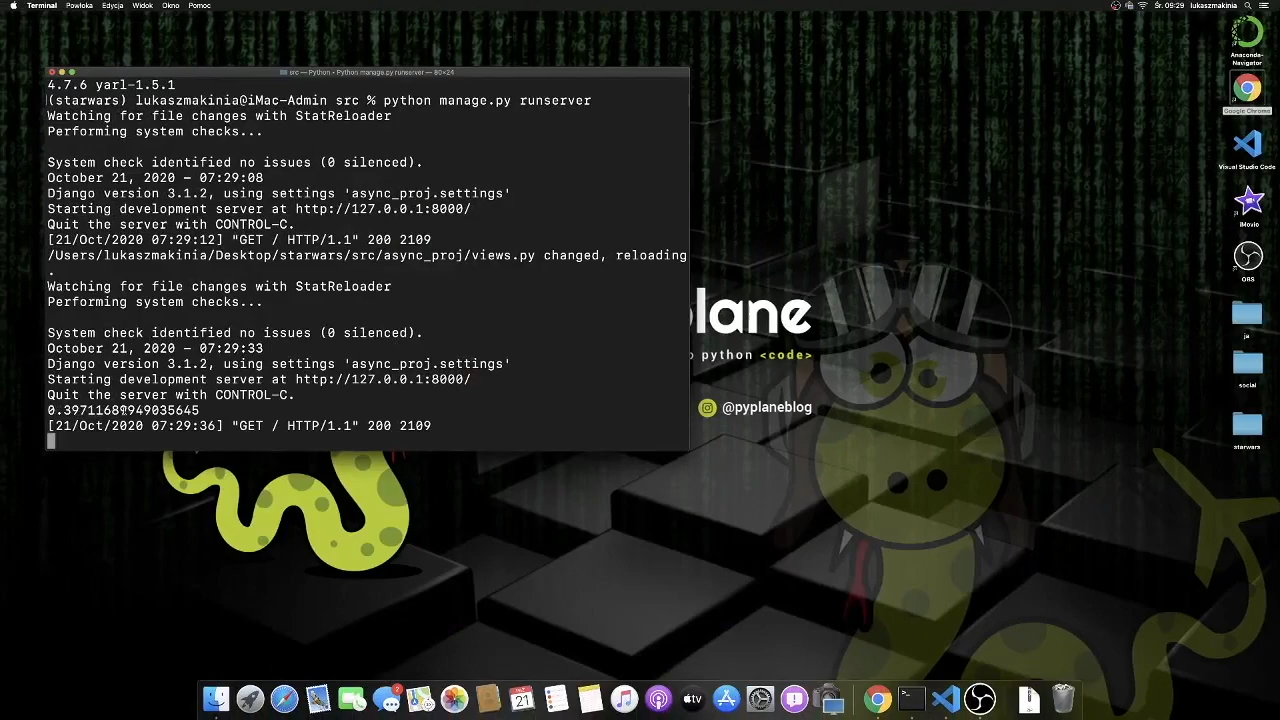 Terminal Powłoka Edycja Widok Okno Pomoc
Śr. 09:29 lukaszmakinia
src — Python • Python manage.py runserver — 80×24
4.7.6 yarl-1.5.1
(starwars) lukaszmakinia@iMac-Admin src % python manage.py runserver
Watching for file changes with StatReloader
Performing system checks...
System check identified no issues (0 silenced).
October 21, 2020 - 07:29:08
Django version 3.1.2, using settings 'async_proj.settings'
Starting development server at http://127.0.0.1:8000/
Quit the server with CONTROL-C.
[21/Oct/2020 07:29:12] "GET / HTTP/1.1" 200 2109
/Users/lukaszmakinia/Desktop/starwars/src/async_proj/views.py changed, reloading
.
Watching for file changes with StatReloader
Performing system checks...
System check identified no issues (0 silenced).
October 21, 2020 - 07:29:33
Django version 3.1.2, using settings 'async_proj.settings'
Starting development server at http://127.0.0.1:8000/
Quit the server with CONTROL-C.
0.39711689949035645
[21/Oct/2020 07:29:36] "GET / HTTP/1.1" 200 2109
lane
python <code>
@pyplaneblog
Anaconda-
Navigator
Google Chrome
Visual Studio Code
iMovie
OBS
ja
social
starwars
2
21
tv